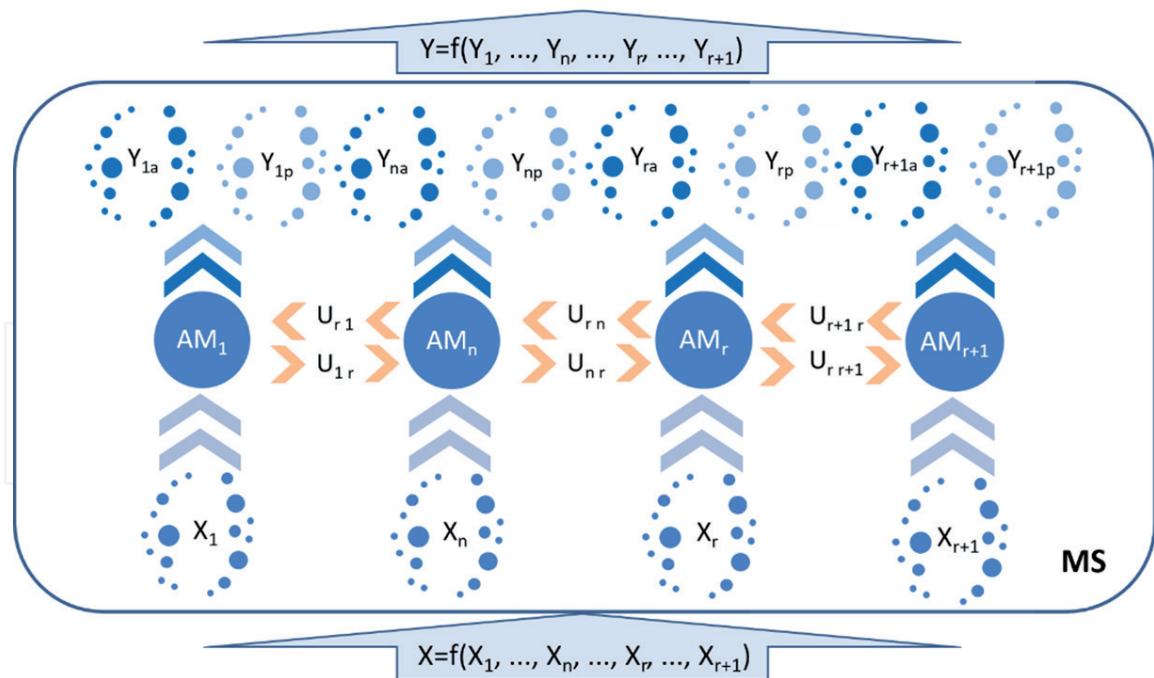 Y=f(Y₁, ..., Yₙ, ..., Yᵣ, ..., Yᵣ₊₁)
Y₁ₐ Y₁ₚ Yₙₐ Yₙₚ Yᵣₐ Yᵣₚ Yᵣ₊₁ₐ Yᵣ₊₁ₚ
Uᵣ ₁ Uᵣ ₙ Uᵣ₊₁ ᵣ
AM₁ AMₙ AMᵣ AMᵣ₊₁
U₁ ᵣ Uₙ ᵣ Uᵣ ᵣ₊₁
X₁ Xₙ Xᵣ Xᵣ₊₁
MS
X=f(X₁, ..., Xₙ, ..., Xᵣ, ..., Xᵣ₊₁)